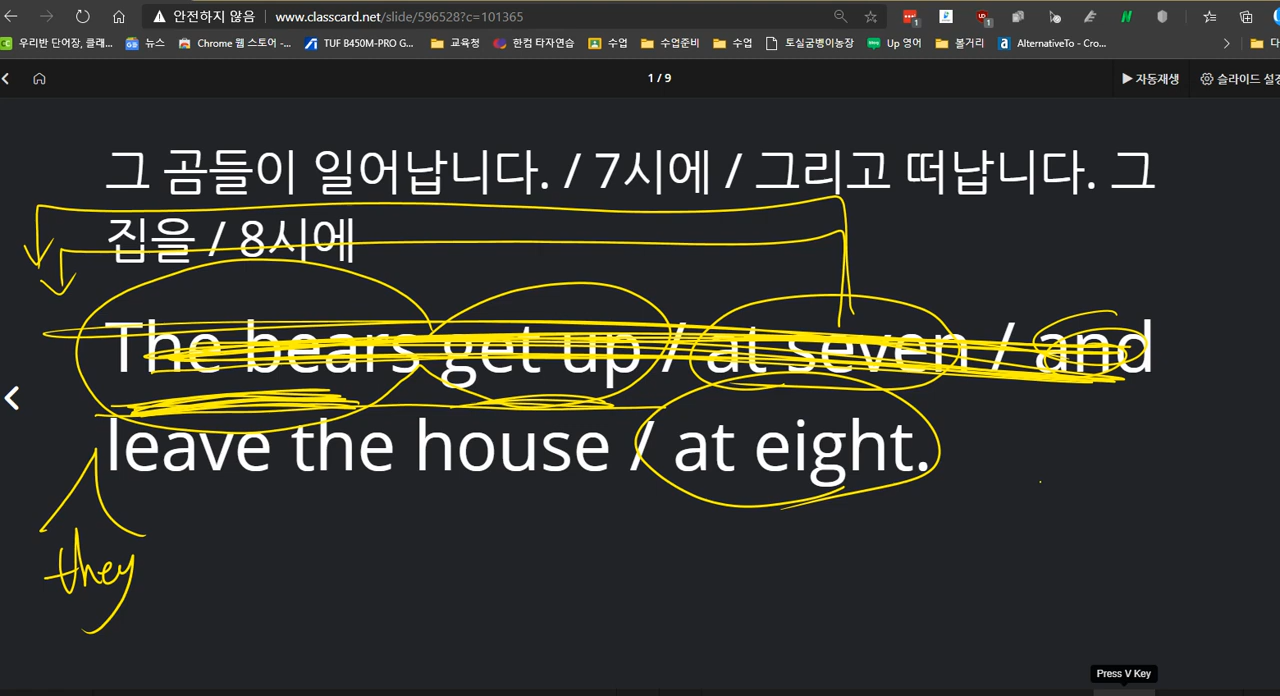 안전하지 않음 www.classcard.net/slide/596528?c=101365
우리반 단어장, 클래... 뉴스 Chrome 웹 스토어 -... TUF B450M-PRO G... 교육청 한컴 타자연습 수업 수업준비 수업 토실굼벵이농장 Up 영어 볼거리 AlternativeTo - Cro...
1 / 9 자동재생 슬라이드 설정
그 곰들이 일어납니다. / 7시에 / 그리고 떠납니다. 그
집을 / 8시에
The bears get up / at seven / and
leave the house / at eight.
they
Press V Key